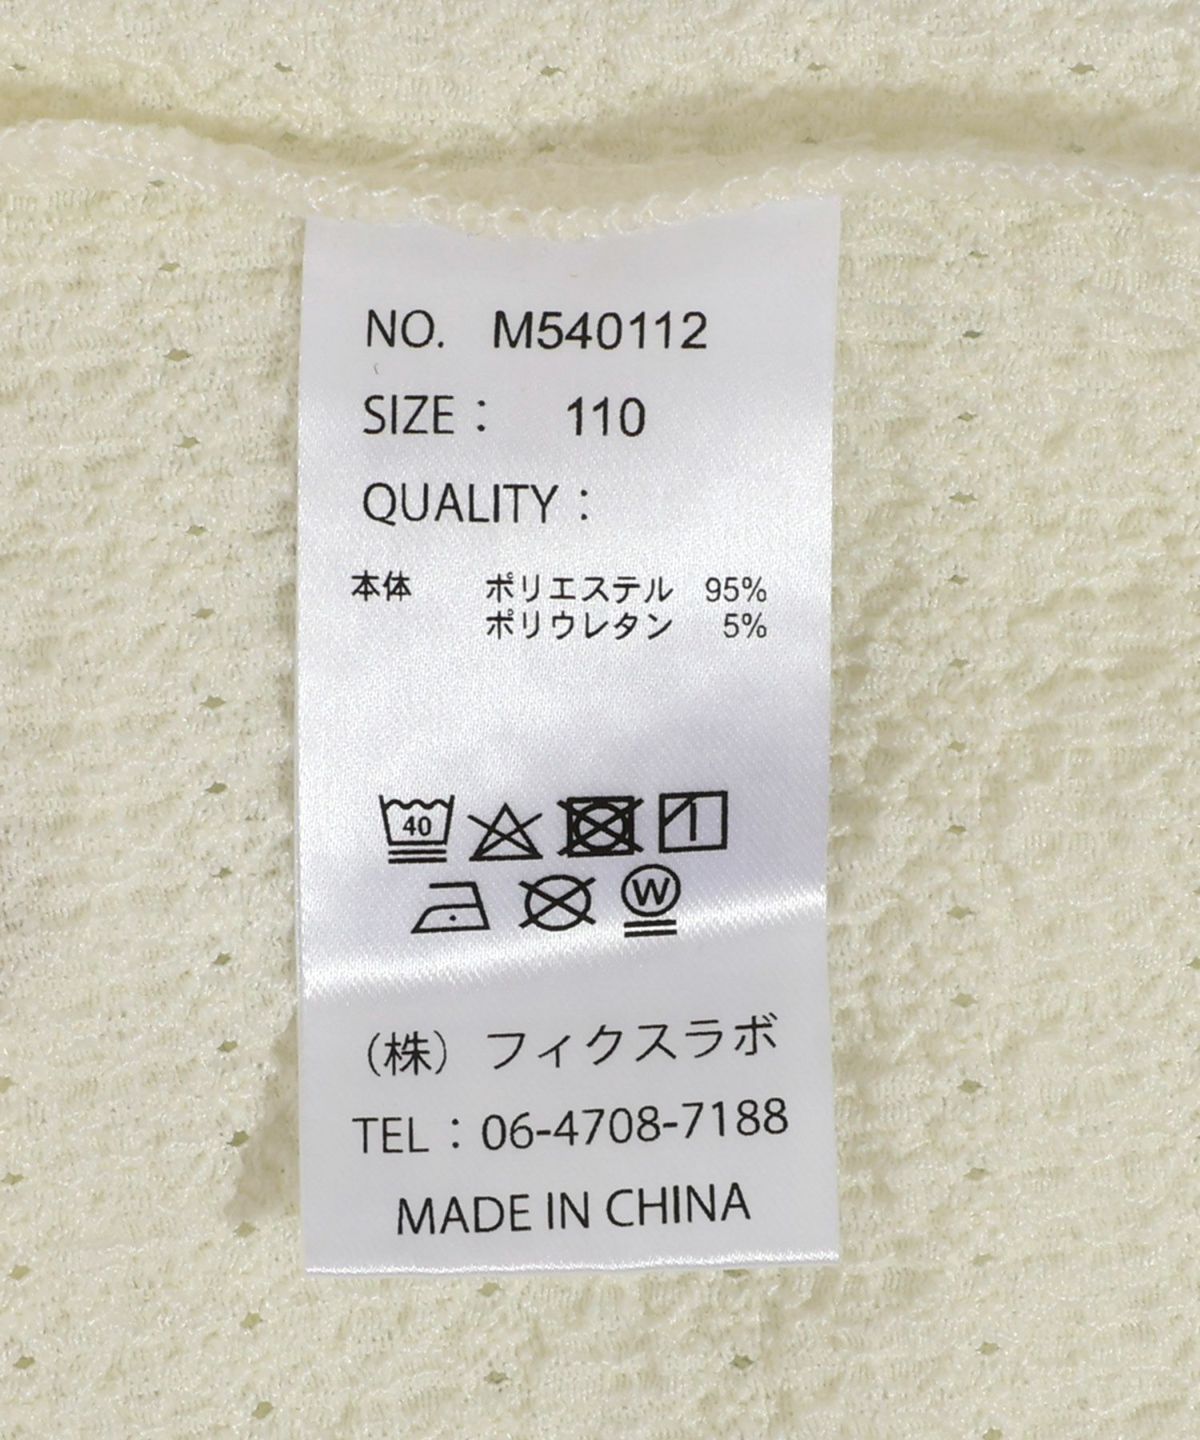 NO. M540112
SIZE： 110
QUALITY：
本体 ポリエステル 95%
ポリウレタン 5%
40
W
（株）フィクスラボ
TEL：06-4708-7188
MADE IN CHINA